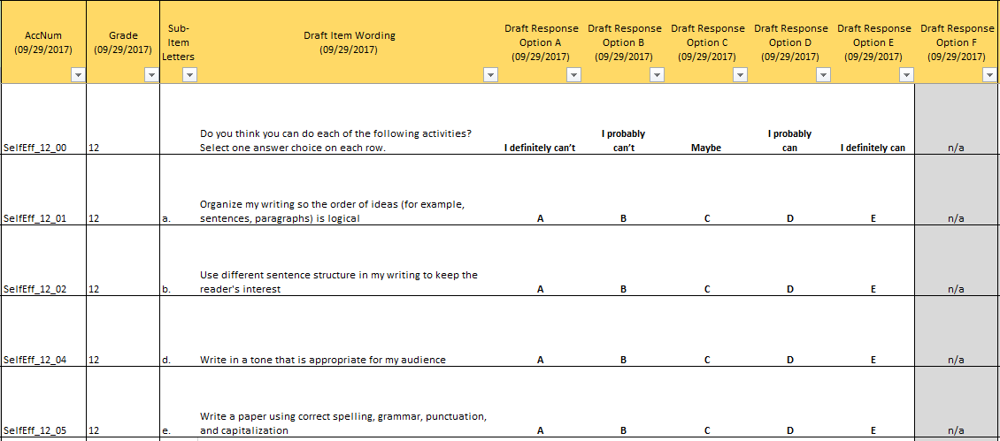 AccNum
(09/29/2017)
Grade
(09/29/2017)
Sub-
Item
Letters
Draft Item Wording
(09/29/2017)
Draft Response
Option A
(09/29/2017)
Draft Response
Option B
(09/29/2017)
Draft Response
Option C
(09/29/2017)
Draft Response
Option D
(09/29/2017)
Draft Response
Option E
(09/29/2017)
Draft Response
Option F
(09/29/2017)
SelfEff_12_00
12
Do you think you can do each of the following activities?
Select one answer choice on each row.
I definitely can't
I probably
can't
Maybe
I probably
can
I definitely can
n/a
SelfEff_12_01
12
a.
Organize my writing so the order of ideas (for example,
sentences, paragraphs) is logical
A
B
C
D
E
n/a
SelfEff_12_02
12
b.
Use different sentence structure in my writing to keep the
reader's interest
A
B
C
D
E
n/a
SelfEff_12_04
12
d.
Write in a tone that is appropriate for my audience
A
B
C
D
E
n/a
SelfEff_12_05
12
e.
Write a paper using correct spelling, grammar, punctuation,
and capitalization
A
B
C
D
E
n/a